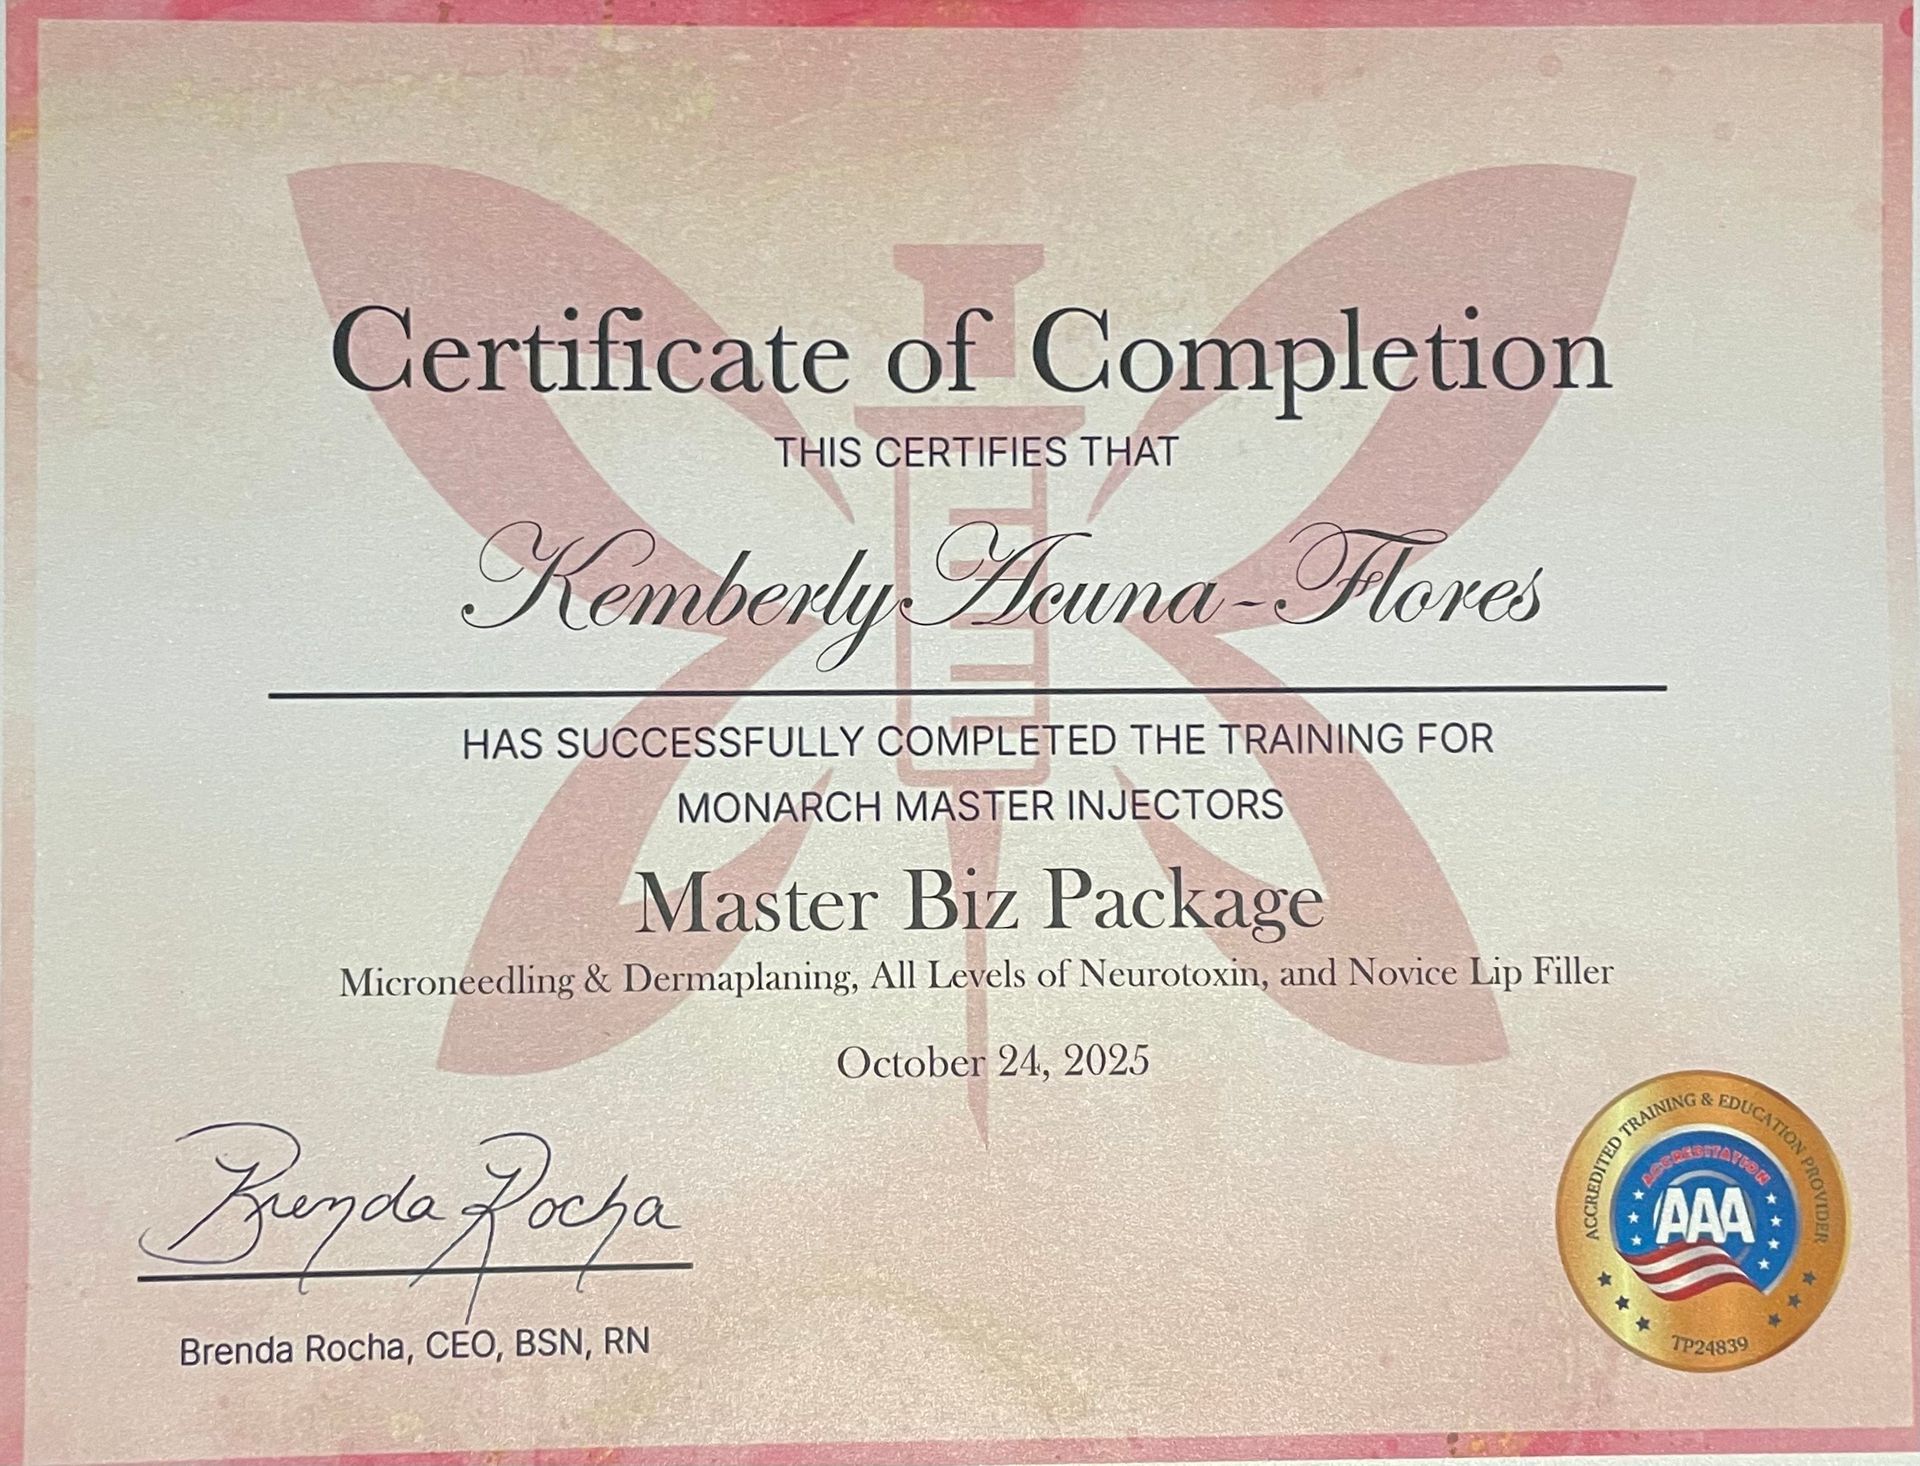 Certificate of Completion
THIS CERTIFIES THAT
Kemberly Acuna-Flores
HAS SUCCESSFULLY COMPLETED THE TRAINING FOR
MONARCH MASTER INJECTORS
Master Biz Package
Microneedling & Dermaplaning, All Levels of Neurotoxin, and Novice Lip Filler
October 24, 2025
Brenda Rocha
Brenda Rocha, CEO, BSN, RN
ACCREDITED TRAINING & EDUCATION PROVIDER
ACCREDITATION
AAA
TP24839